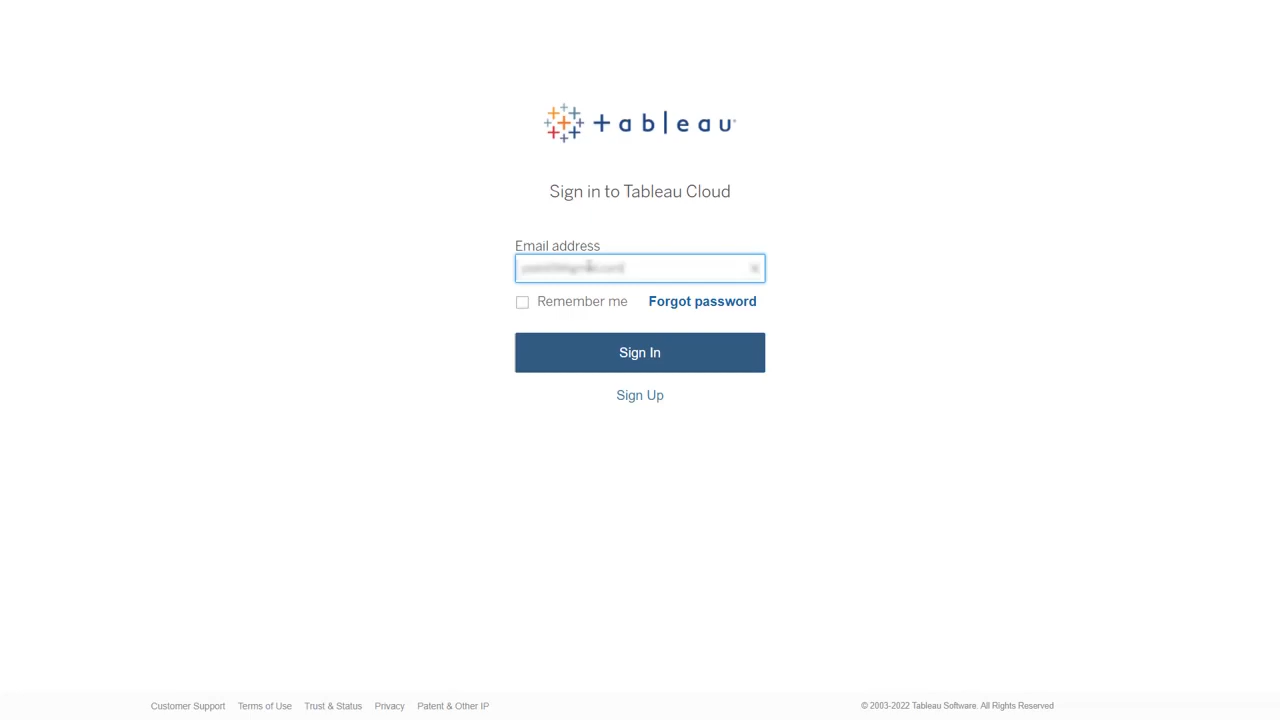 +ableau
Sign in to Tableau Cloud
Email address
Remember me Forgot password
Sign In
Sign Up
Customer Support Terms of Use Trust & Status Privacy Patent & Other IP © 2003-2022 Tableau Software. All Rights Reserved